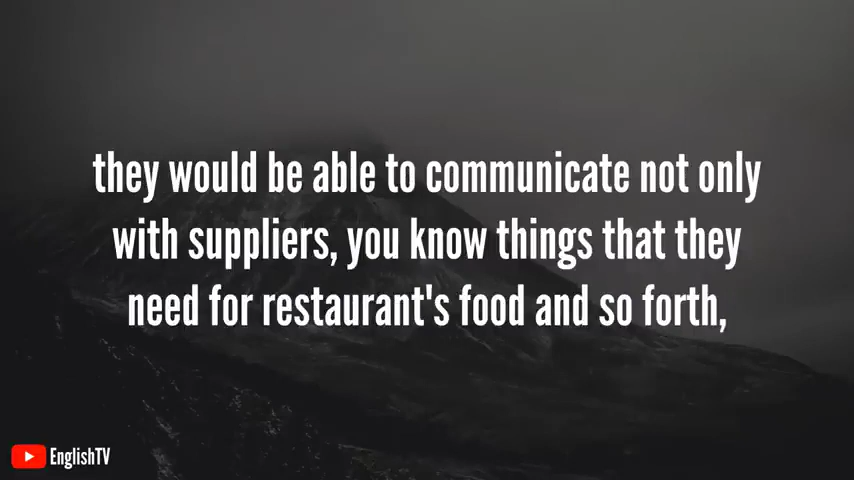 they would be able to communicate not only
with suppliers, you know things that they
need for restaurant's food and so forth,
EnglishTV